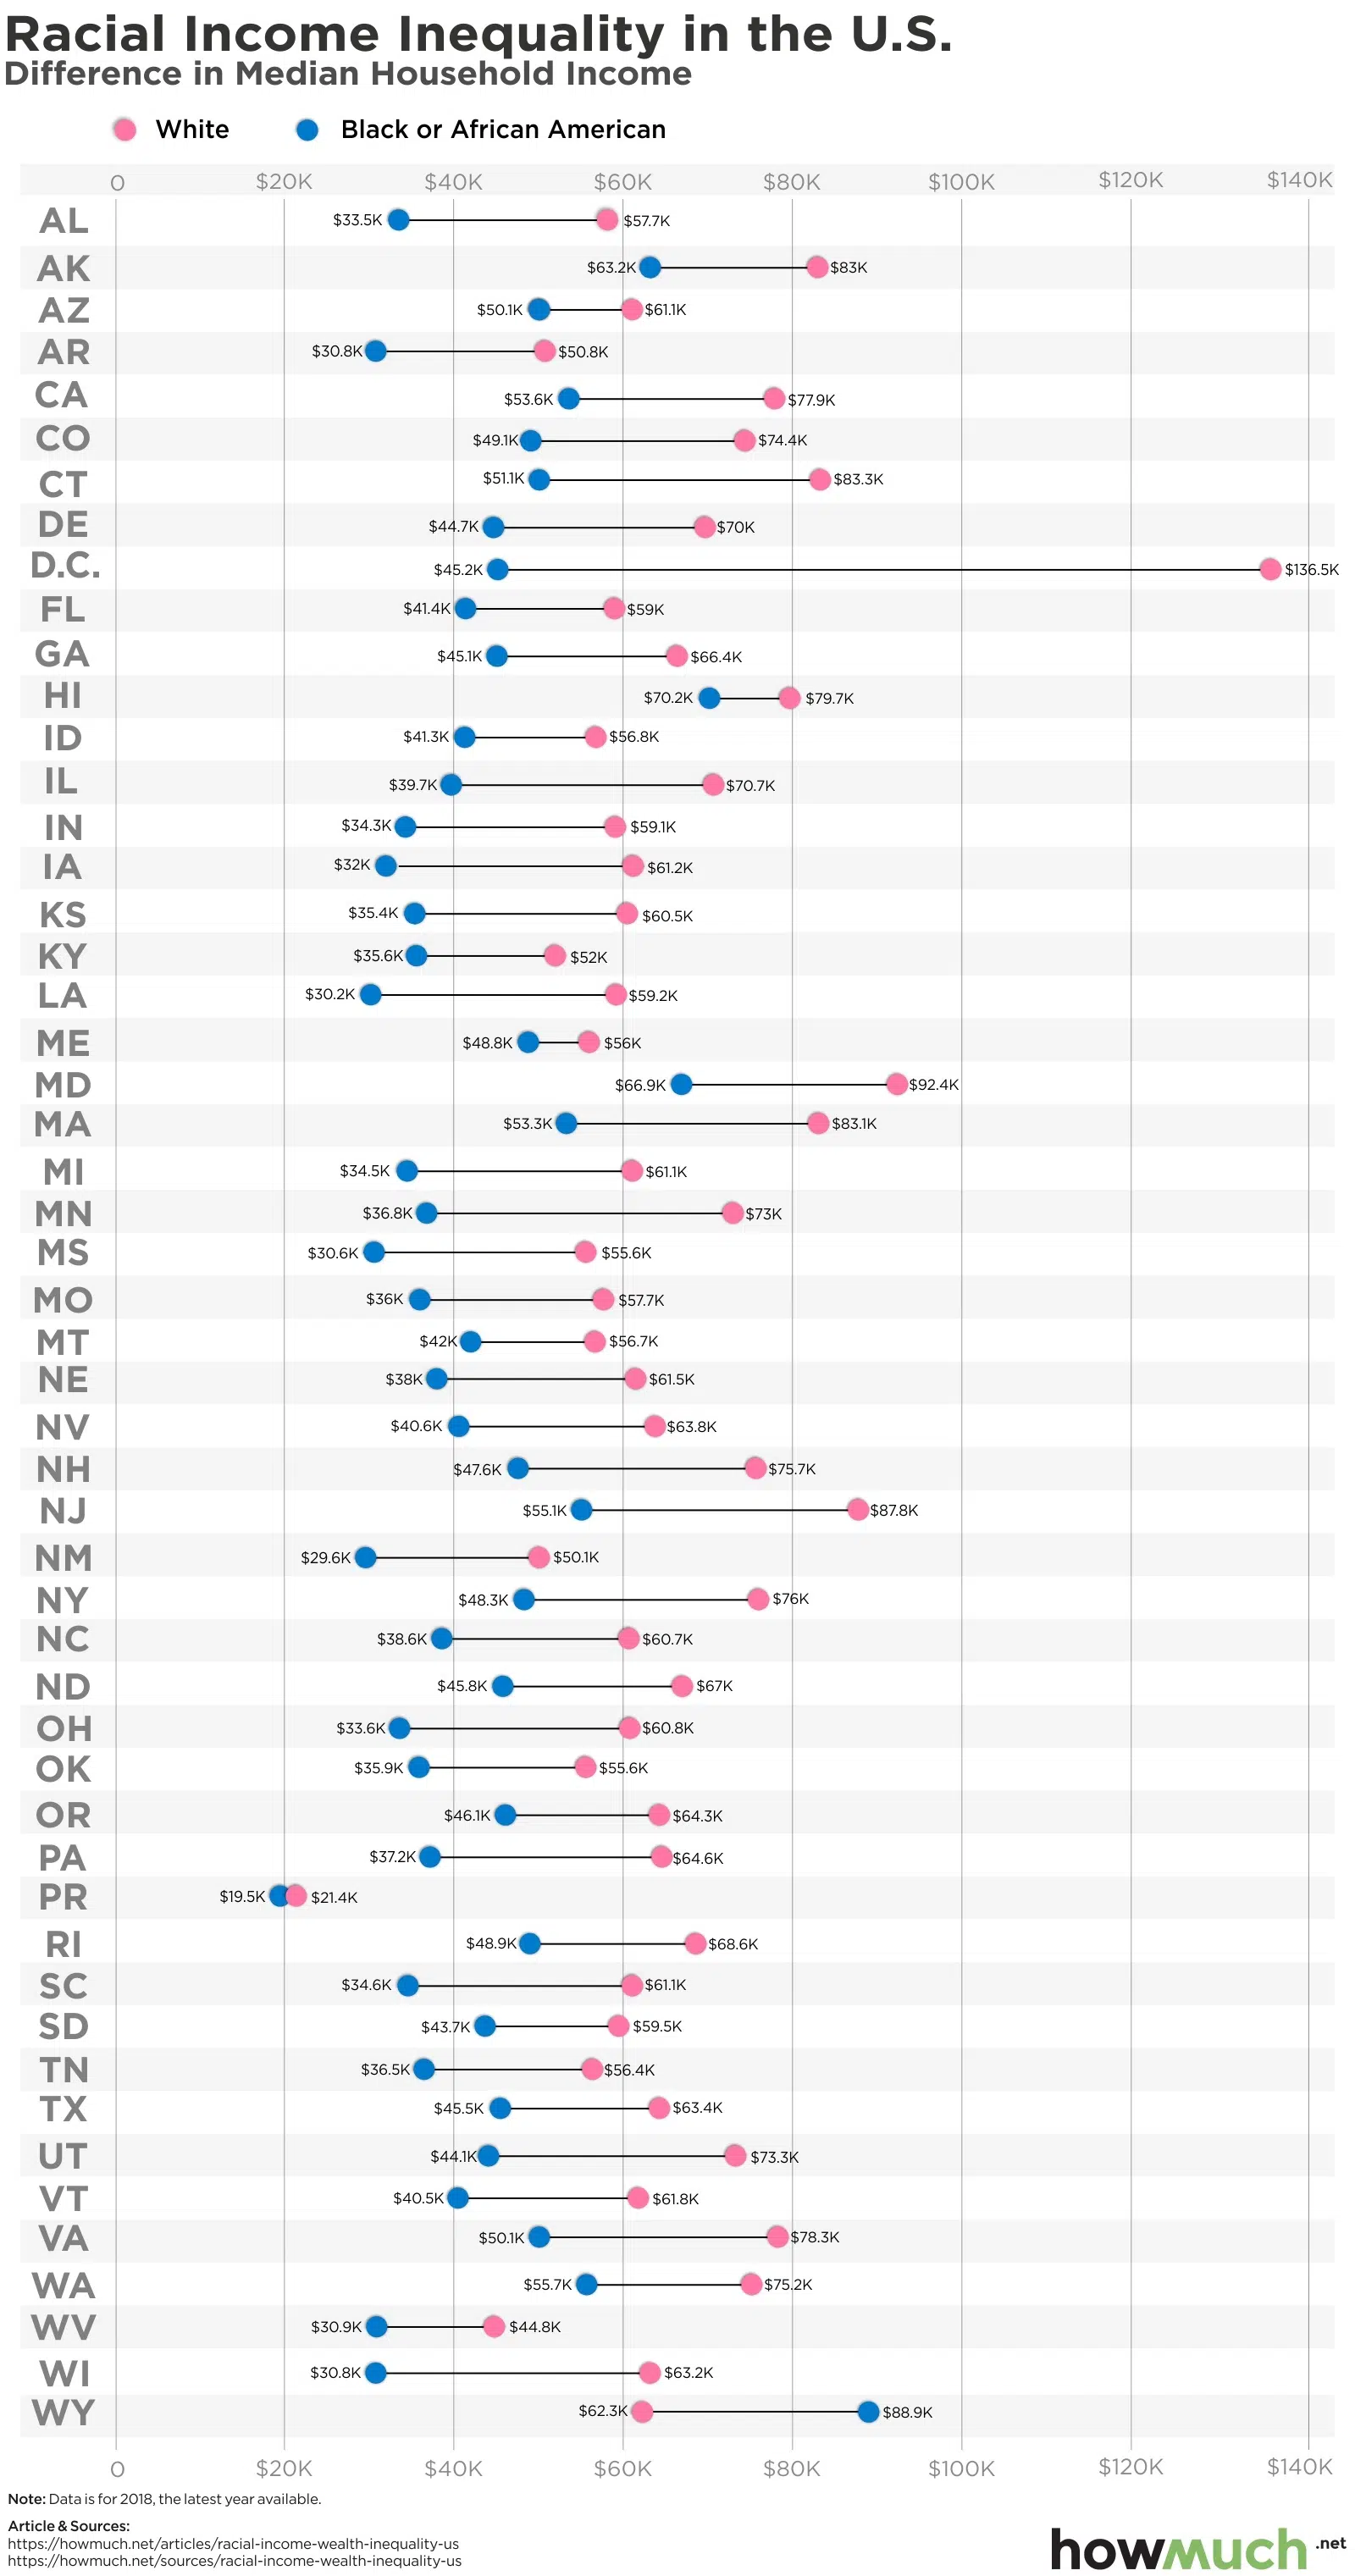 Racial Income Inequality in the U.S.
Difference in Median Household Income
White Black or African American
0 $20K $40K $60K $80K $100K $120K $140K
AL $33.5K $57.7K
AK $63.2K $83K
AZ $50.1K $61.1K
AR $30.8K $50.8K
CA $53.6K $77.9K
CO $49.1K $74.4K
CT $51.1K $83.3K
DE $44.7K $70K
D.C. $45.2K $136.5K
FL $41.4K $59K
GA $45.1K $66.4K
HI $70.2K $79.7K
ID $41.3K $56.8K
IL $39.7K $70.7K
IN $34.3K $59.1K
IA $32K $61.2K
KS $35.4K $60.5K
KY $35.6K $52K
LA $30.2K $59.2K
ME $48.8K $56K
MD $66.9K $92.4K
MA $53.3K $83.1K
MI $34.5K $61.1K
MN $36.8K $73K
MS $30.6K $55.6K
MO $36K $57.7K
MT $42K $56.7K
NE $38K $61.5K
NV $40.6K $63.8K
NH $47.6K $75.7K
NJ $55.1K $87.8K
NM $29.6K $50.1K
NY $48.3K $76K
NC $38.6K $60.7K
ND $45.8K $67K
OH $33.6K $60.8K
OK $35.9K $55.6K
OR $46.1K $64.3K
PA $37.2K $64.6K
PR $19.5K $21.4K
RI $48.9K $68.6K
SC $34.6K $61.1K
SD $43.7K $59.5K
TN $36.5K $56.4K
TX $45.5K $63.4K
UT $44.1K $73.3K
VT $40.5K $61.8K
VA $50.1K $78.3K
WA $55.7K $75.2K
WV $30.9K $44.8K
WI $30.8K $63.2K
WY $62.3K $88.9K
0 $20K $40K $60K $80K $100K $120K $140K
Note: Data is for 2018, the latest year available.
Article & Sources:
https://howmuch.net/articles/racial-income-wealth-inequality-us
https://howmuch.net/sources/racial-income-wealth-inequality-us
howmuch.net